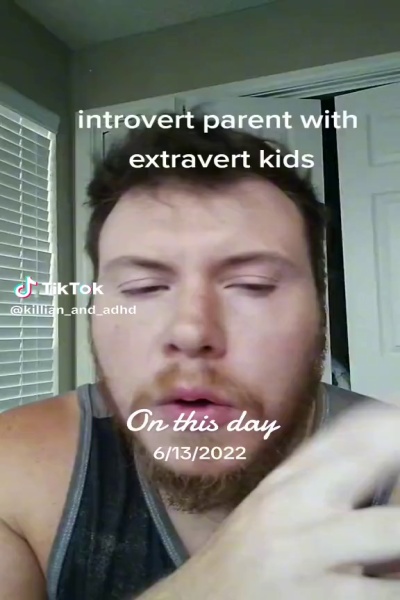 introvert parent with
extravert kids
TikTok
@killian_and_adhd
On this day
6/13/2022